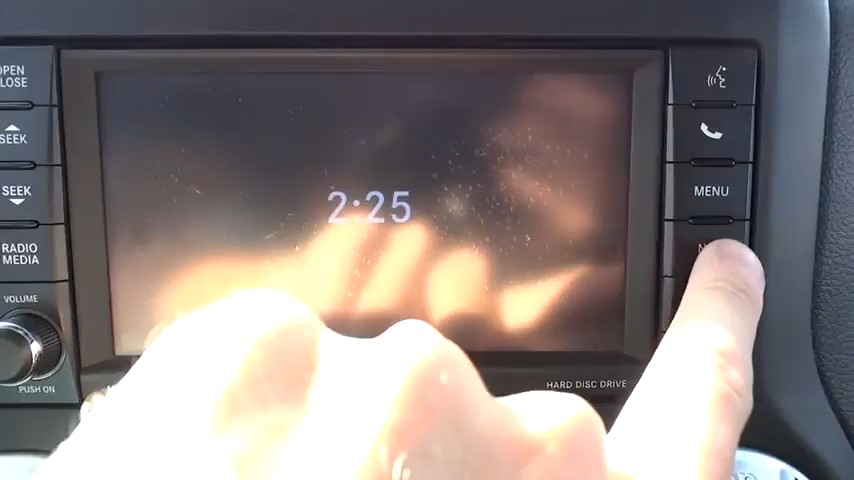 OPEN
CLOSE
SEEK
SEEK
RADIO
MEDIA
VOLUME
PUSH ON
2:25
MENU
HARD DISC DRIVE